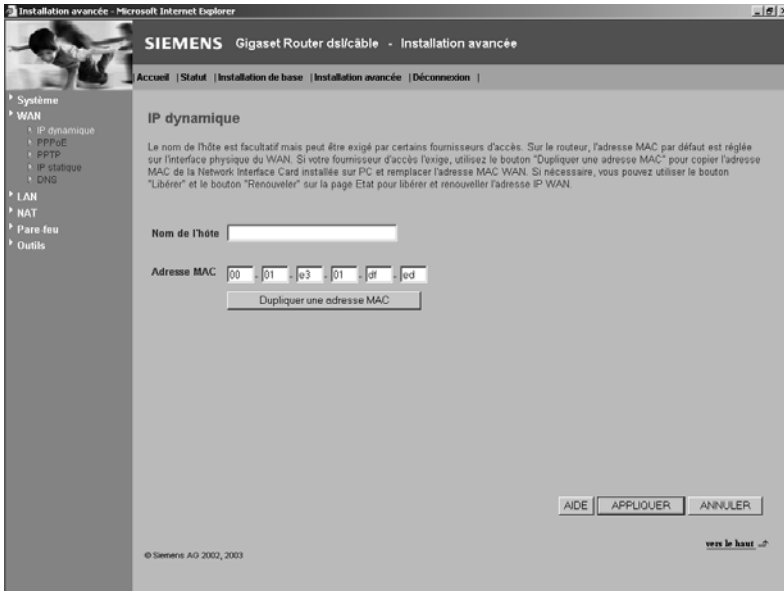 Installation avancée - Microsoft Internet Explorer
SIEMENS Gigaset Router dsl/câble - Installation avancée
Accueil | Statut | Installation de base | Installation avancée | Déconnexion |
Système
WAN
IP dynamique
PPPoE
PPTP
IP statique
DNS
LAN
NAT
Pare-feu
Outils
IP dynamique
Le nom de l'hôte est facultatif mais peut être exigé par certains fournisseurs d'accès. Sur le routeur, l'adresse MAC par défaut est réglée
sur l'interface physique du WAN. Si votre fournisseur d'accès l'exige, utilisez le bouton "Dupliquer une adresse MAC" pour copier l'adresse
MAC de la Network Interface Card installée sur PC et remplacer l'adresse MAC WAN. Si nécessaire, vous pouvez utiliser le bouton
"Libérer" et le bouton "Renouveler" sur la page Etat pour libérer et renouveller l'adresse IP WAN.
Nom de l'hôte
Adresse MAC 00 - 01 - e3 - 01 - df - ed
Dupliquer une adresse MAC
AIDE APPLIQUER ANNULER
vers le haut
© Siemens AG 2002, 2003